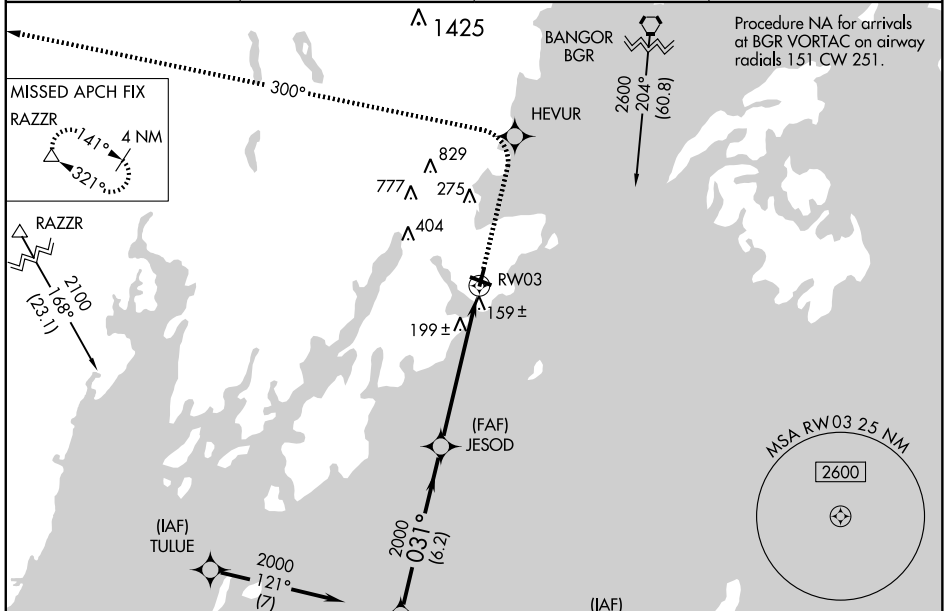 1425
BANGOR
BGR
2600
204°
(60.8)
Procedure NA for arrivals
at BGR VORTAC on airway
radials 151 CW 251.
300°
HEVUR
MISSED APCH FIX
RAZZR
141°
4 NM
321°
829
777
275
404
RAZZR
2100
168°
(23.1)
RW03
159 ±
199 ±
(FAF)
JESOD
MSA RW03 25 NM
2600
2000
031°
(6.2)
(IAF)
TULUE
2000
121°
(7)
(IAF)